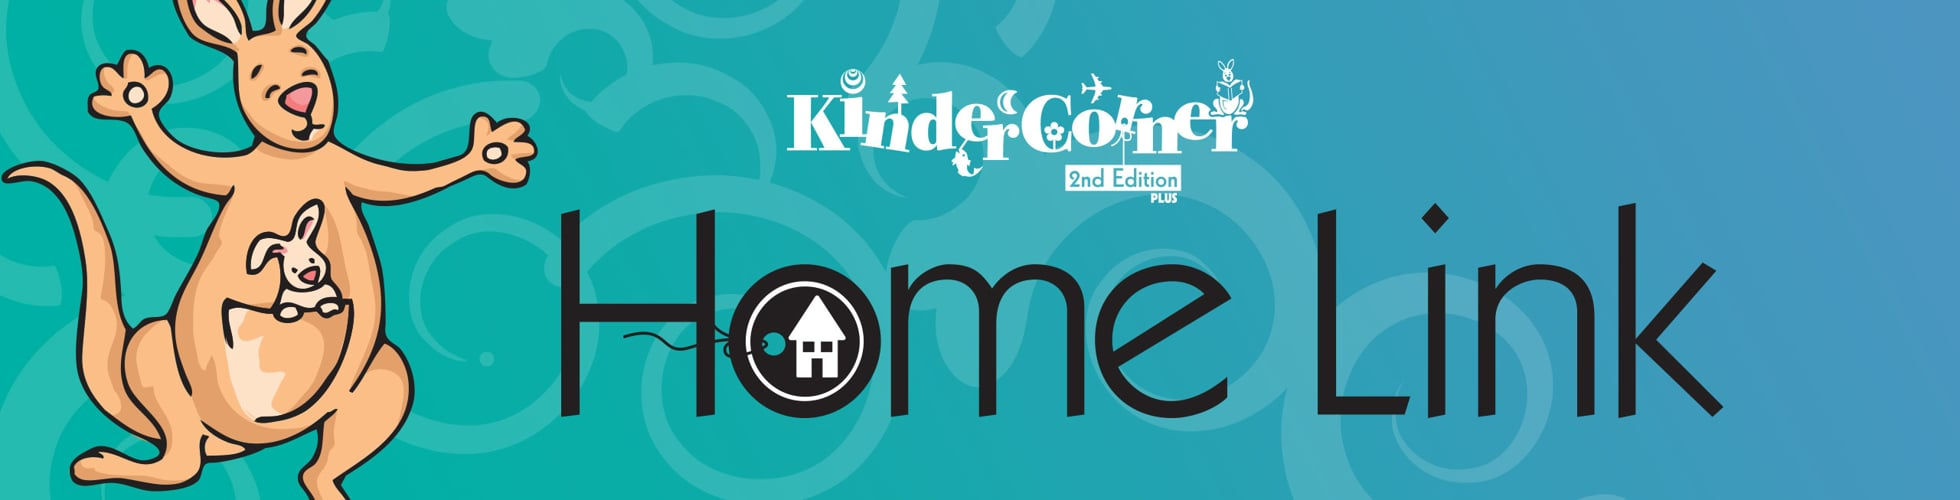 KinderCorner
2nd Edition
PLUS
Home Link